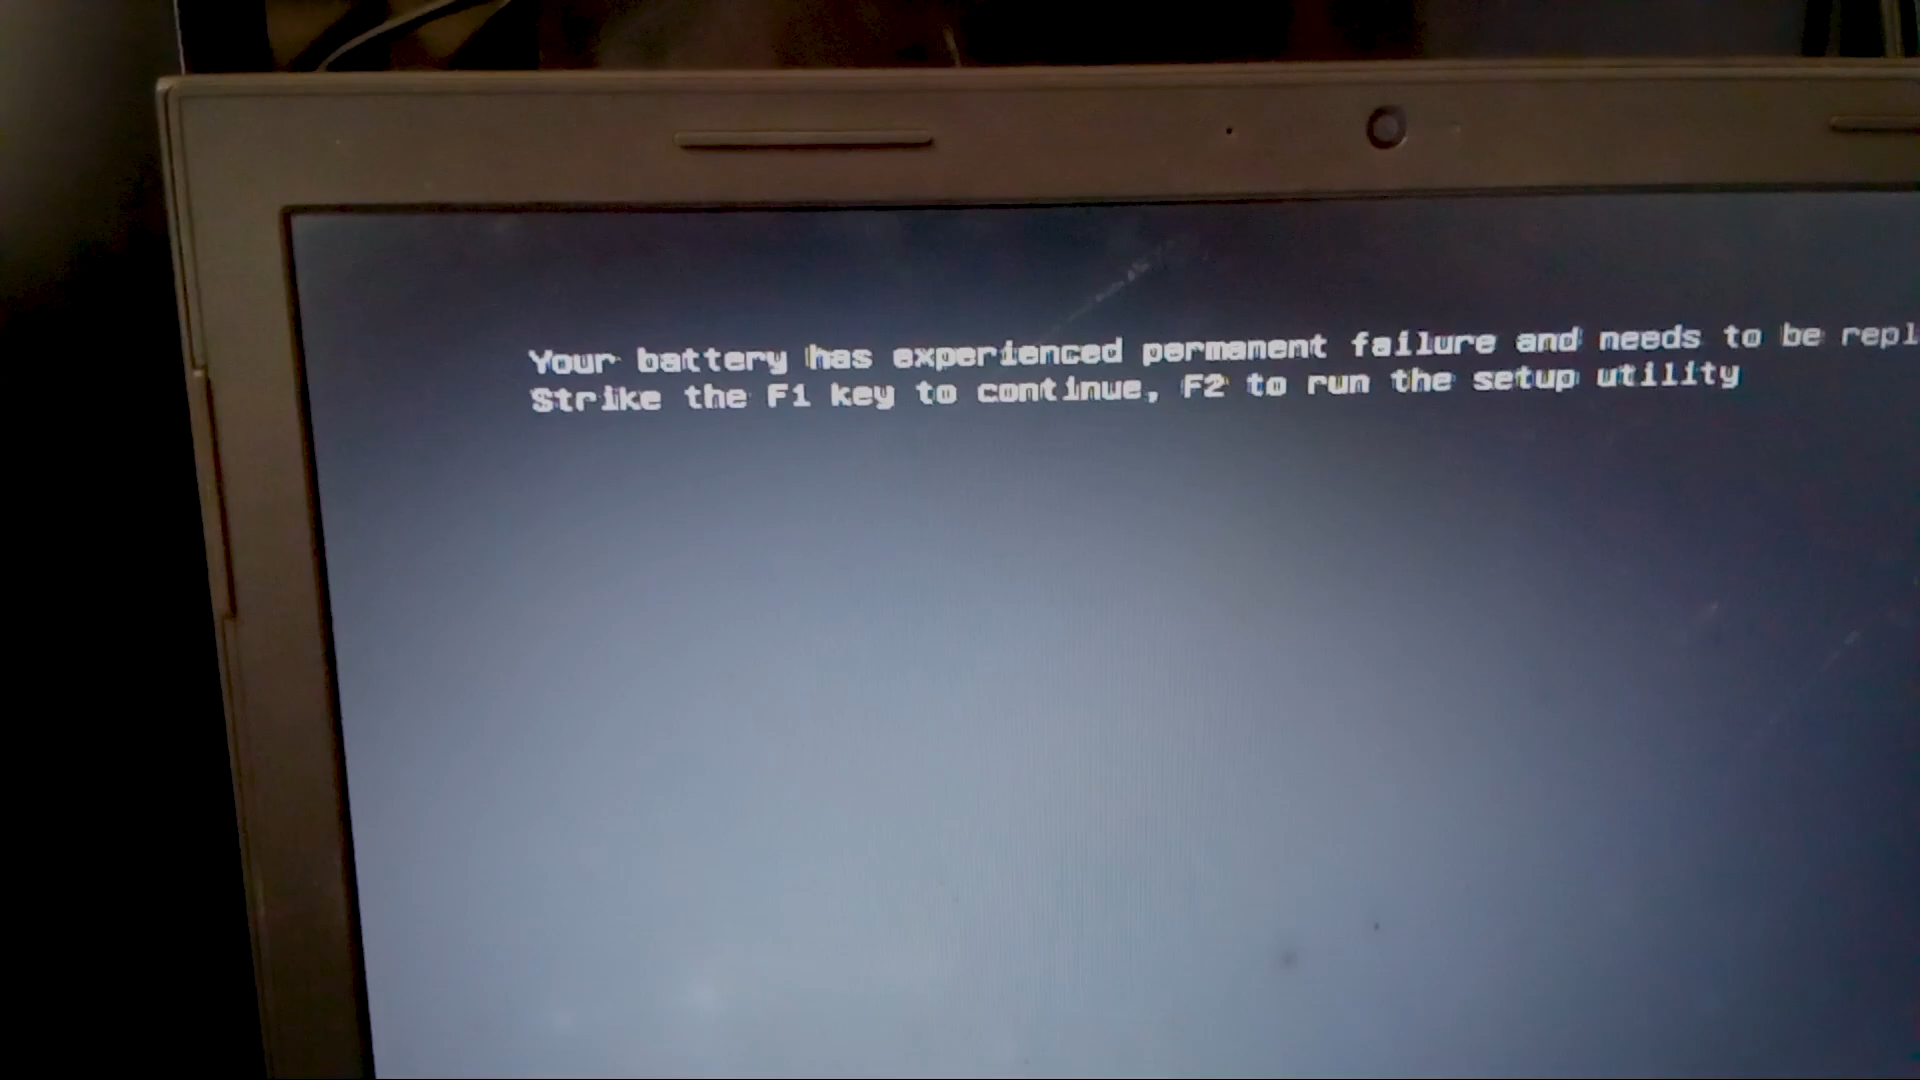 Your battery has experienced permanent failure and needs to be repl
Strike the F1 key to continue, F2 to run the setup utility